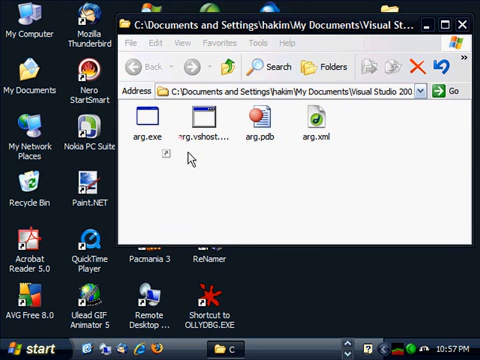 C:\Documents and Settings\hakim\My Documents\Visual St...
File Edit View Favorites Tools Help
Back Search Folders
Address C:\Documents and Settings\hakim\My Documents\Visual Studio 200 Go
arg.exe arg.vshost.... arg.pdb arg.xml
My Computer
Mozilla Thunderbird
My Documents
Nero StartSmart
My Network Places
Nokia PC Suite
Recycle Bin
Paint.NET
Acrobat Reader 5.0
QuickTime Player
Pacmania 3
ReNamer
AVG Free 8.0
Ulead GIF Animator 5
Remote Desktop ...
Shortcut to OLLYDBG.EXE
start C 10:57 PM